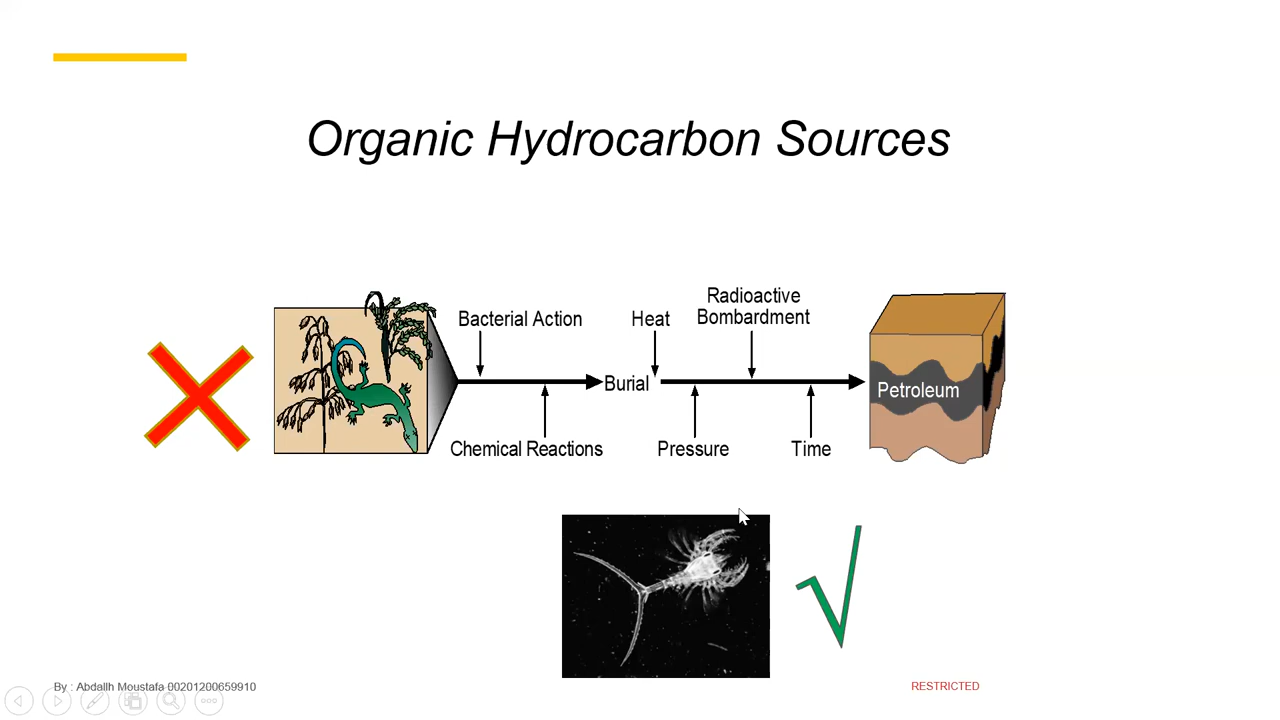 Organic Hydrocarbon Sources
Radioactive
Bombardment
Bacterial Action
Heat
Burial
Petroleum
Chemical Reactions
Pressure
Time
By : Abdallh Moustafa 00201200659910
RESTRICTED